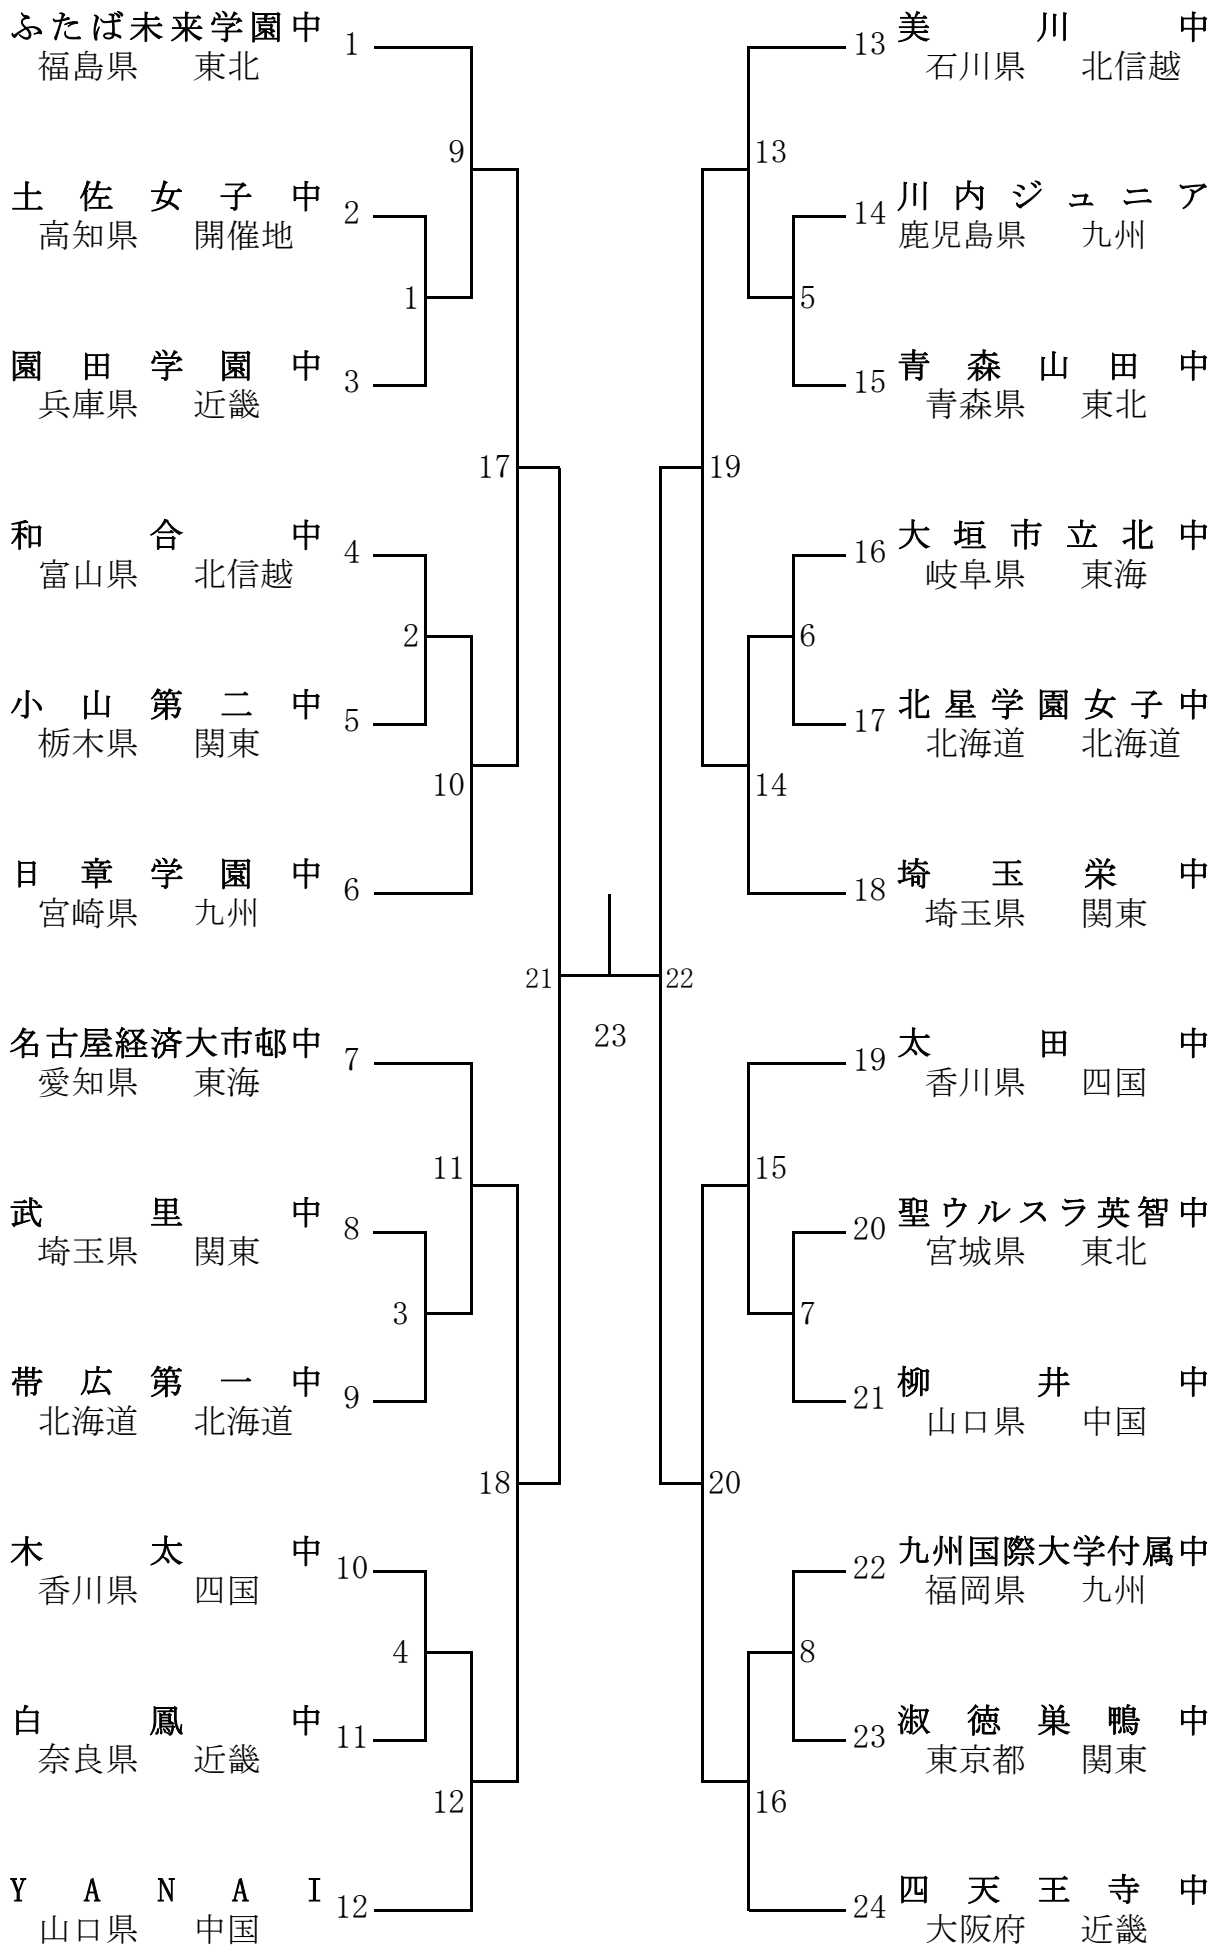 ふたば未来学園中 1
福島県 東北
9
土佐女子中 2
高知県 開催地
1
園田学園中 3
兵庫県 近畿
17
和合中 4
富山県 北信越
2
小山第二中 5
栃木県 関東
10
日章学園中 6
宮崎県 九州
21
名古屋経済大市邨中 7
愛知県 東海
11
武里中 8
埼玉県 関東
3
帯広第一中 9
北海道 北海道
18
木太中 10
香川県 四国
4
白鳳中 11
奈良県 近畿
12
YANAI 12
山口県 中国
23
13 美川中
石川県 北信越
13
14 川内ジュニア
鹿児島県 九州
5
15 青森山田中
青森県 東北
19
16 大垣市立北中
岐阜県 東海
6
17 北星学園女子中
北海道 北海道
14
18 埼玉栄中
埼玉県 関東
22
19 太田中
香川県 四国
15
20 聖ウルスラ英智中
宮城県 東北
7
21 柳井中
山口県 中国
20
22 九州国際大学付属中
福岡県 九州
8
23 淑徳巣鴨中
東京都 関東
16
24 四天王寺中
大阪府 近畿